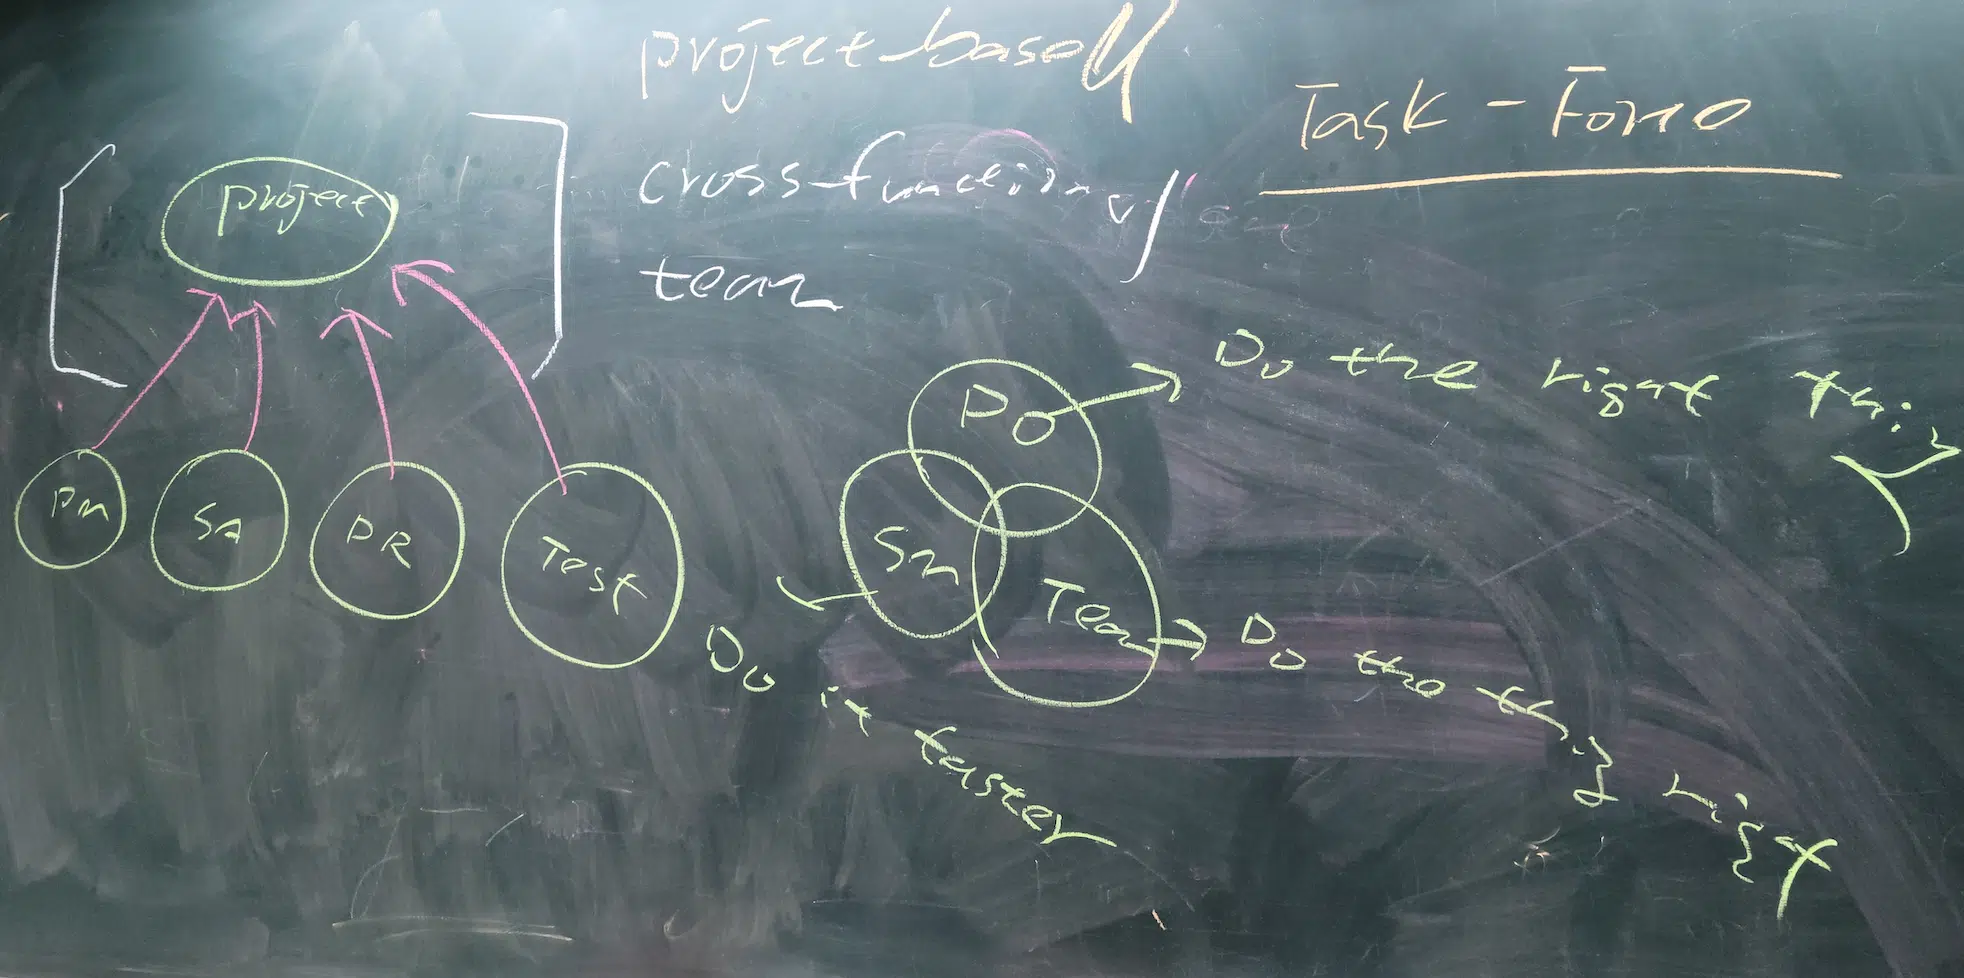 project-based
cross-functional
team
Task-Force
project
PM
SA
PR
Test
PO
SM
Team
Do the right thing
Do it faster
Do the thing right